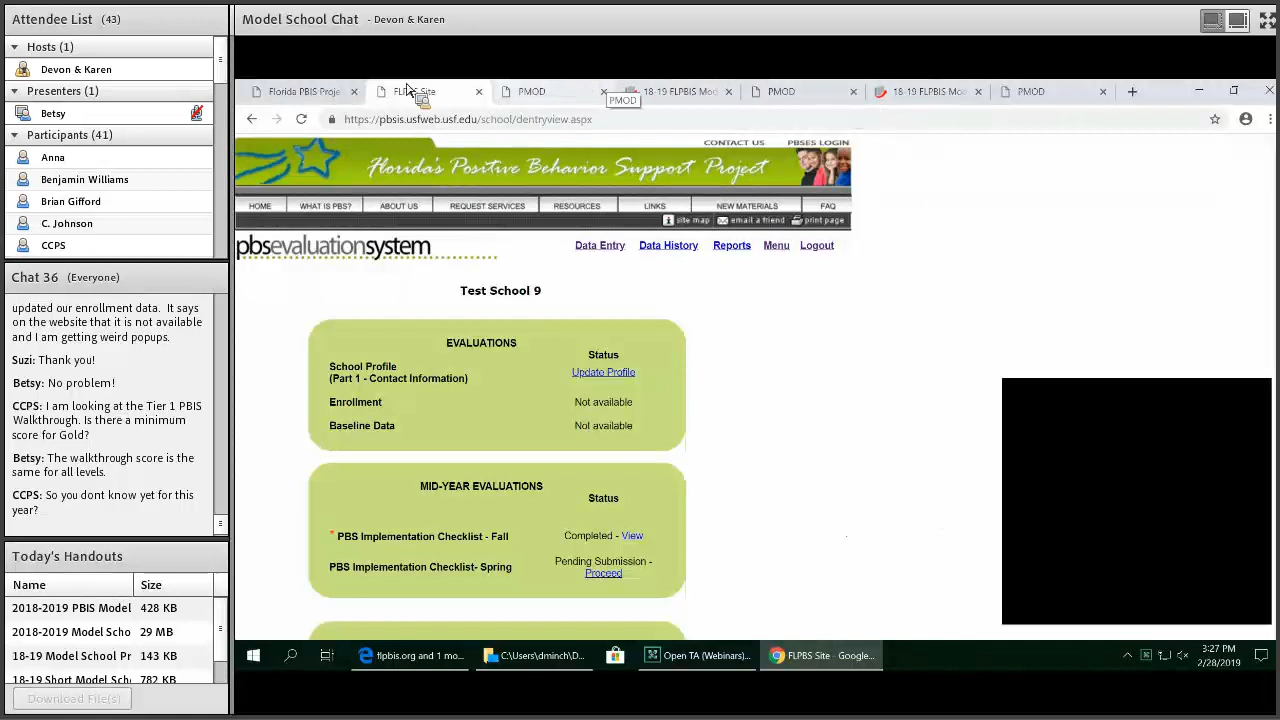 Attendee List (43)
Hosts (1)
Devon & Karen
Presenters (1)
Betsy
Participants (41)
Anna
Benjamin Williams
Brian Gifford
C. Johnson
CCPS
Chat 36 (Everyone)
updated our enrollment data. It says
on the website that it is not available
and I am getting weird popups.
Suzi: Thank you!
Betsy: No problem!
CCPS: I am looking at the Tier 1 PBIS
Walkthrough. Is there a minimum
score for Gold?
Betsy: The walkthrough score is the
same for all levels.
CCPS: So you dont know yet for this
year?
Today's Handouts
Name Size
2018-2019 PBIS Model 428 KB
2018-2019 Model Scho 29 MB
18-19 Model School Pr 143 KB
18-19 Short Model Sch 782 KB
Download File(s)
Model School Chat - Devon & Karen
Florida PBIS Proje
Site
PMOD
18-19 FLPBIS Mod
PMOD
18-19 FLPBIS Mod
PMOD
PMOD
https://pbsis.usfweb.usf.edu/school/dentryview.aspx
CONTACT US PBSES LOGIN
Florida's Positive Behavior Support Project
HOME WHAT IS PBS? ABOUT US REQUEST SERVICES RESOURCES LINKS NEW MATERIALS FAQ
site map email a friend print page
pbsevaluationsystem
Data Entry Data History Reports Menu Logout
Test School 9
EVALUATIONS
Status
School Profile
(Part 1 - Contact Information)
Update Profile
Enrollment Not available
Baseline Data Not available
MID-YEAR EVALUATIONS
Status
* PBS Implementation Checklist - Fall Completed - View
PBS Implementation Checklist- Spring Pending Submission -
Proceed
flpbis.org and 1 mo...
C:\Users\dminch\D...
Open TA (Webinars)...
FLPBS Site - Google...
3:27 PM
2/28/2019